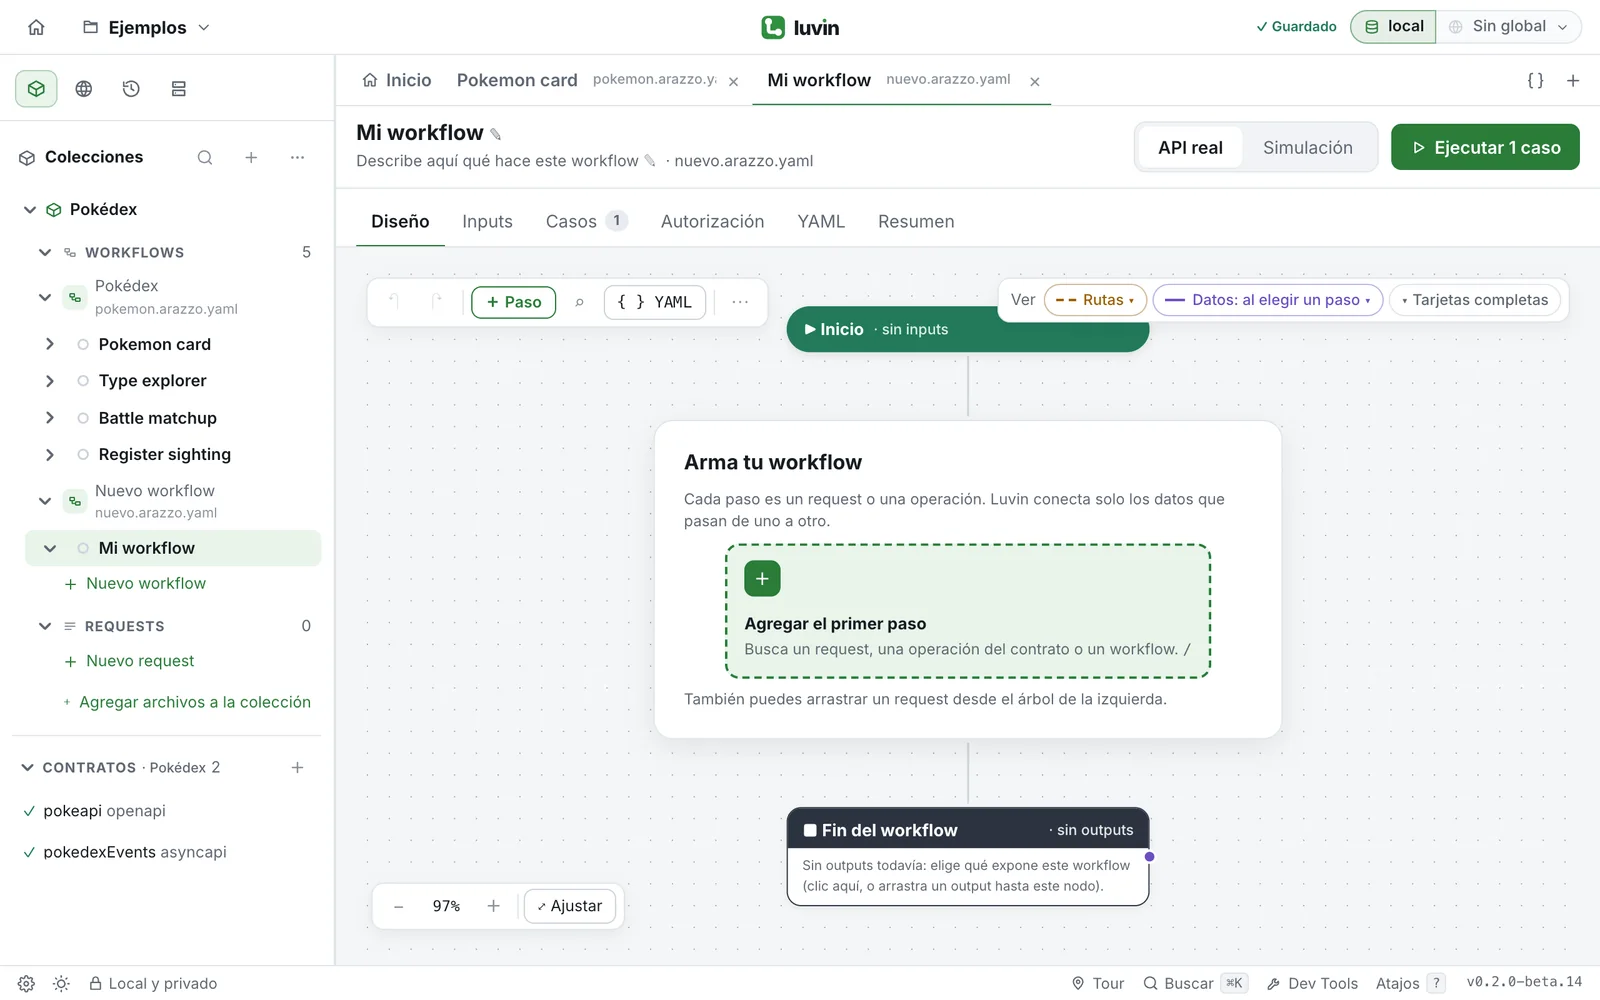 Ejemplos
luvin
Guardado
local
Sin global
Inicio
Pokemon card pokemon.arazzo.ya
Mi workflow nuevo.arazzo.yaml
{ }
Colecciones
Pokédex
WORKFLOWS 5
Pokédex
pokemon.arazzo.yaml
Pokemon card
Type explorer
Battle matchup
Register sighting
Nuevo workflow
nuevo.arazzo.yaml
Mi workflow
+ Nuevo workflow
REQUESTS 0
+ Nuevo request
+ Agregar archivos a la colección
CONTRATOS · Pokédex 2
pokeapi openapi
pokedexEvents asyncapi
Mi workflow
Describe aquí qué hace este workflow · nuevo.arazzo.yaml
API real
Simulación
Ejecutar 1 caso
Diseño
Inputs
Casos 1
Autorización
YAML
Resumen
+ Paso
{ } YAML
···
Ver
Rutas
Datos: al elegir un paso
Tarjetas completas
Inicio · sin inputs
Arma tu workflow
Cada paso es un request o una operación. Luvin conecta solo los datos que
pasan de uno a otro.
+
Agregar el primer paso
Busca un request, una operación del contrato o un workflow. /
También puedes arrastrar un request desde el árbol de la izquierda.
Fin del workflow · sin outputs
Sin outputs todavía: elige qué expone este workflow
(clic aquí, o arrastra un output hasta este nodo).
− 97% +
Ajustar
Local y privado
Tour
Buscar ⌘K
Dev Tools
Atajos ?
v0.2.0-beta.14